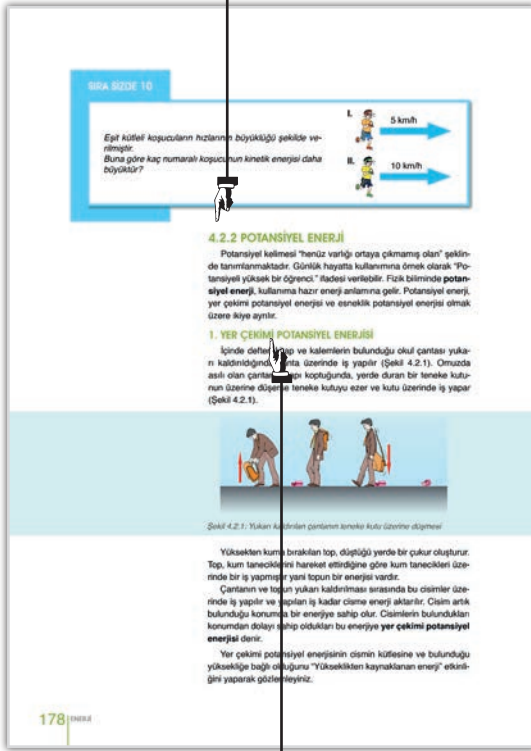 SIRA SİZDE 10
Eşit kütleli koşucuların hızlarının büyüklüğü şekilde ve-
rilmiştir.
Buna göre kaç numaralı koşucunun kinetik enerjisi daha
büyüktür?
I.
5 km/h
II.
10 km/h
4.2.2 POTANSİYEL ENERJİ
Potansiyel kelimesi “henüz varlığı ortaya çıkmamış olan” şeklin-
de tanımlanmaktadır. Günlük hayatta kullanımına örnek olarak “Po-
tansiyeli yüksek bir öğrenci.” ifadesi verilebilir. Fizik biliminde potan-
siyel enerji, kullanıma hazır enerji anlamına gelir. Potansiyel enerji,
yer çekimi potansiyel enerjisi ve esneklik potansiyel enerjisi olmak
üzere ikiye ayrılır.
1. YER ÇEKİMİ POTANSİYEL ENERJİSİ
İçinde defter, kitap ve kalemlerin bulunduğu okul çantası yuka-
rı kaldırıldığında çanta üzerinde iş yapılır (Şekil 4.2.1). Omuzda
asılı olan çantanın sapı koptuğunda, yerde duran bir teneke kutu-
nun üzerine düşerse teneke kutuyu ezer ve kutu üzerinde iş yapar
(Şekil 4.2.1).
Şekil 4.2.1: Yukarı kaldırılan çantanın teneke kutu üzerine düşmesi
Yüksekten kuma bırakılan top, düştüğü yerde bir çukur oluşturur.
Top, kum taneciklerini hareket ettirdiğine göre kum tanecikleri üze-
rinde bir iş yapmıştır yani topun bir enerjisi vardır.
Çantanın ve topun yukarı kaldırılması sırasında bu cisimler üze-
rinde iş yapılır ve yapılan iş kadar cisme enerji aktarılır. Cisim artık
bulunduğu konumda bir enerjiye sahip olur. Cisimlerin bulundukları
konumdan dolayı sahip oldukları bu enerjiye yer çekimi potansiyel
enerjisi denir.
Yer çekimi potansiyel enerjisinin cismin kütlesine ve bulunduğu
yüksekliğe bağlı olduğunu “Yükseklikten kaynaklanan enerji” etkinli-
ğini yaparak gözlemleyiniz.
178 ENERJİ